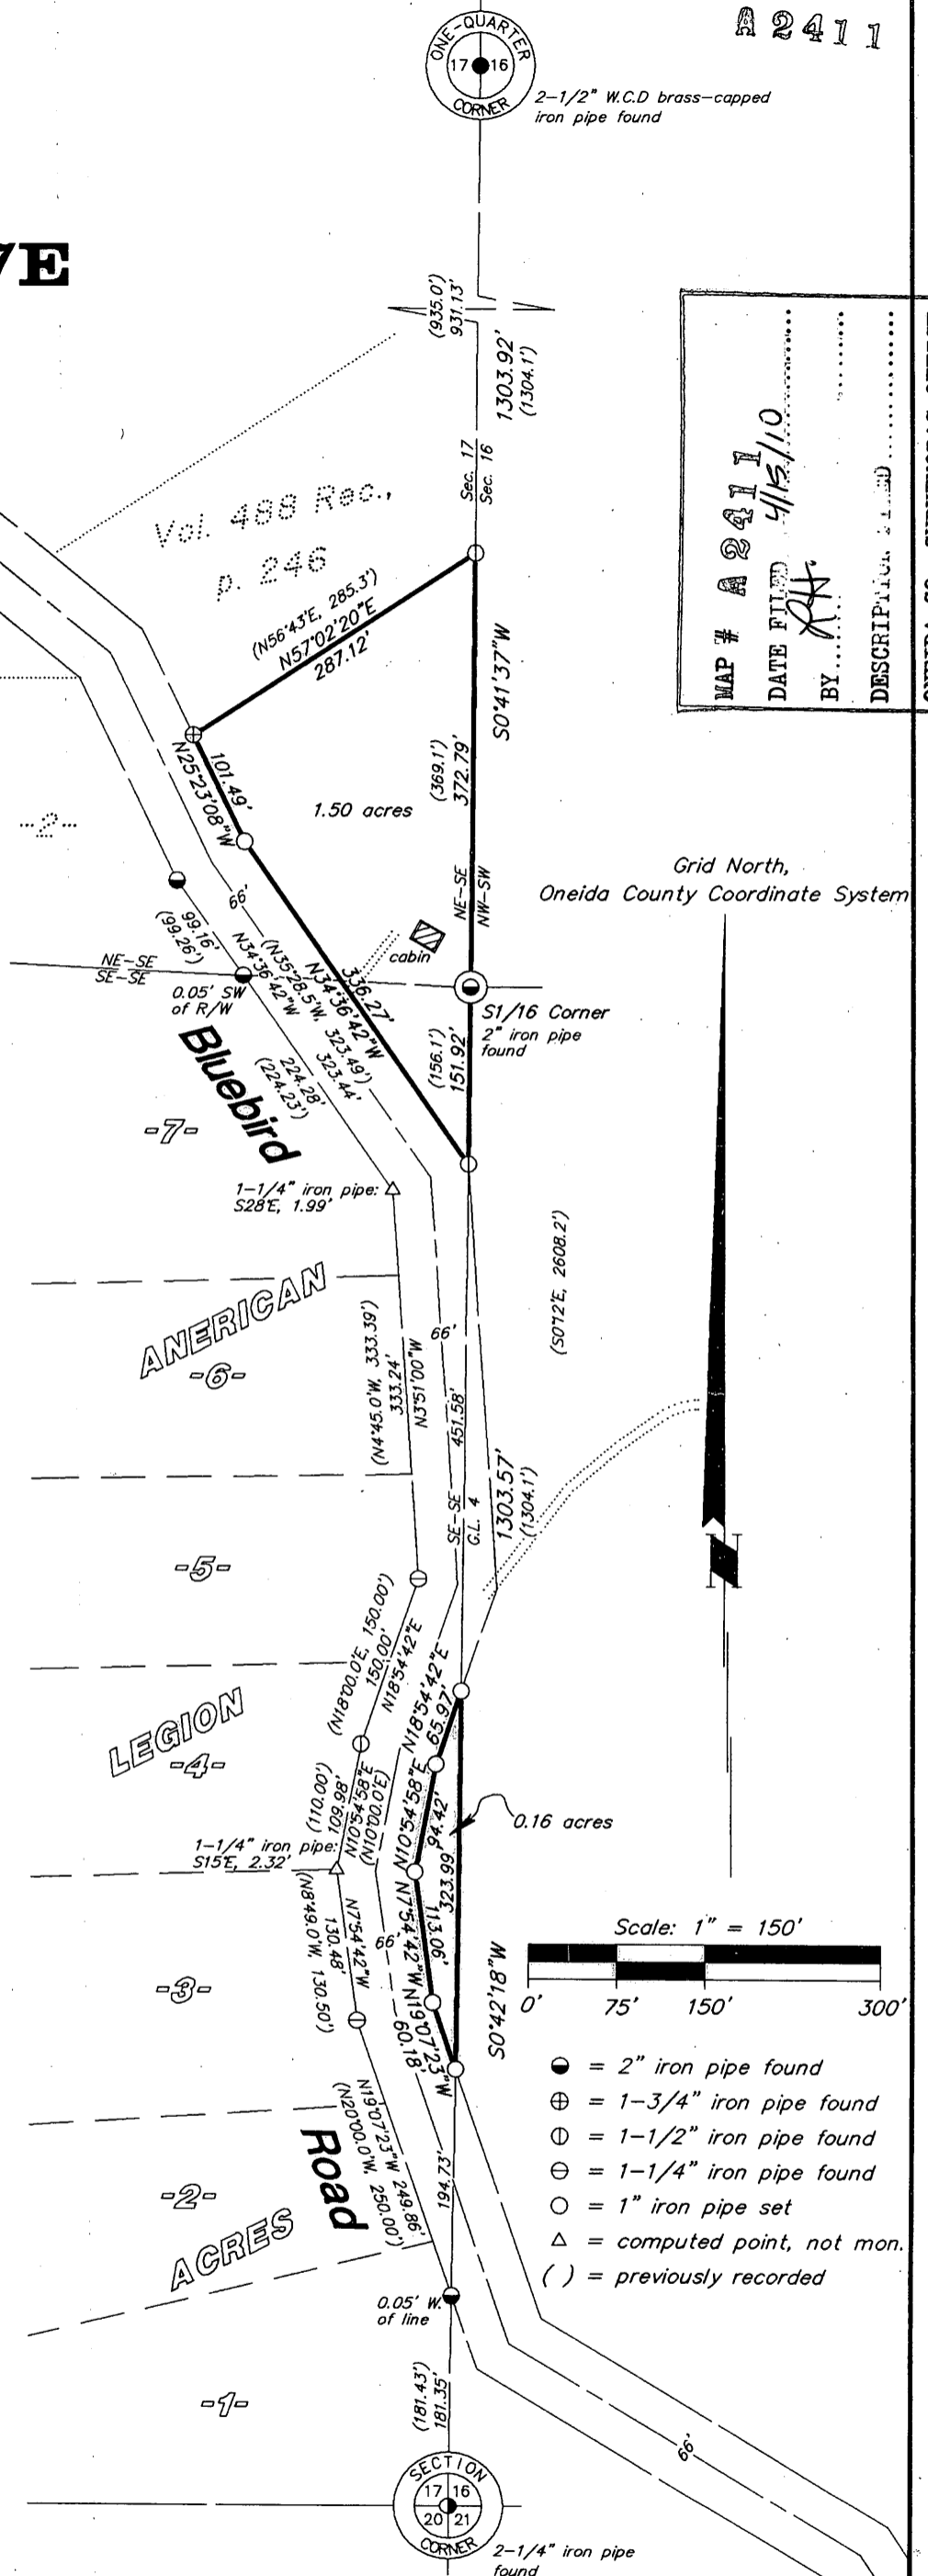 A 2411
ONE-QUARTER
17 16
CORNER
2-1/2" W.C.D brass-capped
iron pipe found
7E
(935.0')
931.13'
1303.92'
(1304.1')
Sec. 17
Sec. 16
MAP # A 2411
DATE FILED 4/15/10
BY RH
Vol. 488 Rec.,
p. 246
(N56°43'E, 285.3')
N57°02'20"E
287.12'
S0°41'37"W
101.49'
N25°23'08"W
(369.1')
372.79'
1.50 acres
-2-
Grid North,
Oneida County Coordinate System
66'
NE-SE
NW-SW
99.16'
(99.26')
cabin
NE-SE
SE-SE
0.05' SW
of R/W
N34°36'42"W
(N35°28.5'W, 323.49')
323.44'
336.27'
N34°36'42"W
S1/16 Corner
2" iron pipe
found
(156.1')
151.92'
Bluebird
224.28'
(224.23')
-7-
1-1/4" iron pipe:
S28°E, 1.99'
(S0°12'E, 2608.2')
ANERICAN
-6-
(N4°45.0'W, 333.39')
333.24'
N3°51'00"W
66'
451.58'
SE-SE
G.L. 4
1303.57'
(1304.1')
N
-5-
(N18°00.0'E, 150.00')
150.00'
N18°54'42"E
N18°54'42"E
65.97'
LEGION
-4-
(110.00')
109.98'
N10°54'58"E
(N10°00.0'E)
N10°54'58"E
94.42'
323.99'
0.16 acres
1-1/4" iron pipe:
S15°E, 2.32'
(N8°49.0'W, 130.50')
130.48'
N7°54'42"W
66'
N7°54'42"W
113.06'
-3-
S0°42'18"W
N19°07'23"W
60.18'
Scale: 1" = 150'
0' 75' 150' 300'
= 2" iron pipe found
= 1-3/4" iron pipe found
= 1-1/2" iron pipe found
= 1-1/4" iron pipe found
= 1" iron pipe set
= computed point, not mon.
( ) = previously recorded
N19°07'23"W 249.86'
(N20°00.0'W, 250.00')
Road
194.73'
-2-
ACRES
0.05' W.
of line
-1-
(181.43')
181.35'
66'
SECTION
17 16
20 21
CORNER
2-1/4" iron pipe
found